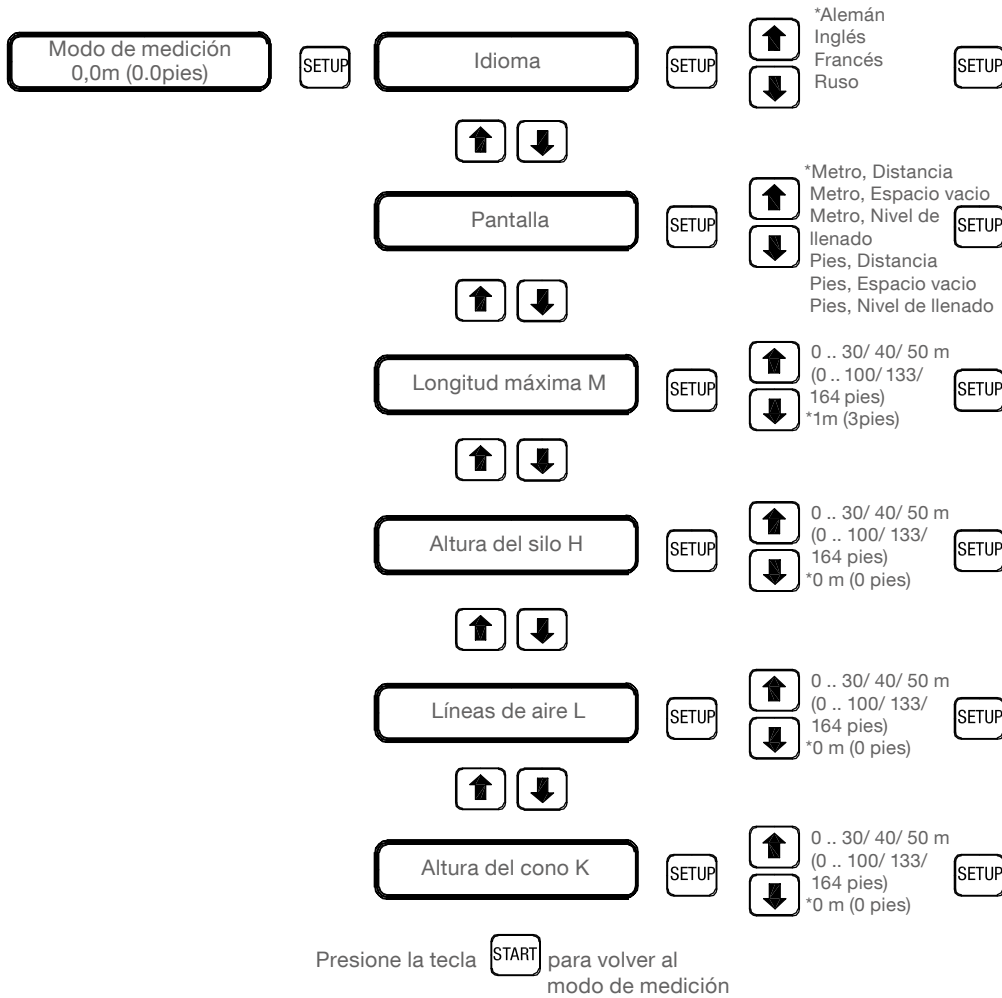 Modo de medición
0,0m (0.0pies)
SETUP
Idioma
SETUP
*Alemán
Inglés
Francés
Ruso
SETUP
Pantalla
SETUP
*Metro, Distancia
Metro, Espacio vacio
Metro, Nivel de
llenado
Pies, Distancia
Pies, Espacio vacio
Pies, Nivel de llenado
SETUP
Longitud máxima M
SETUP
0 .. 30/ 40/ 50 m
(0 .. 100/ 133/
164 pies)
*1m (3pies)
SETUP
Altura del silo H
SETUP
0 .. 30/ 40/ 50 m
(0 .. 100/ 133/
164 pies)
*0 m (0 pies)
SETUP
Líneas de aire L
SETUP
0 .. 30/ 40/ 50 m
(0 .. 100/ 133/
164 pies)
*0 m (0 pies)
SETUP
Altura del cono K
SETUP
0 .. 30/ 40/ 50 m
(0 .. 100/ 133/
164 pies)
*0 m (0 pies)
SETUP
Presione la tecla START para volver al
modo de medición